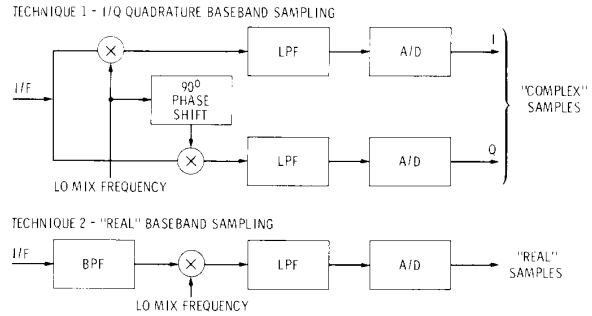 TECHNIQUE 1 - I/Q QUADRATURE BASEBAND SAMPLING
I/F
LPF
A/D
I
90⁰
PHASE
SHIFT
"COMPLEX"
SAMPLES
LPF
A/D
Q
LO MIX FREQUENCY
TECHNIQUE 2 - "REAL" BASEBAND SAMPLING
I/F
BPF
LPF
A/D
"REAL"
SAMPLES
LO MIX FREQUENCY